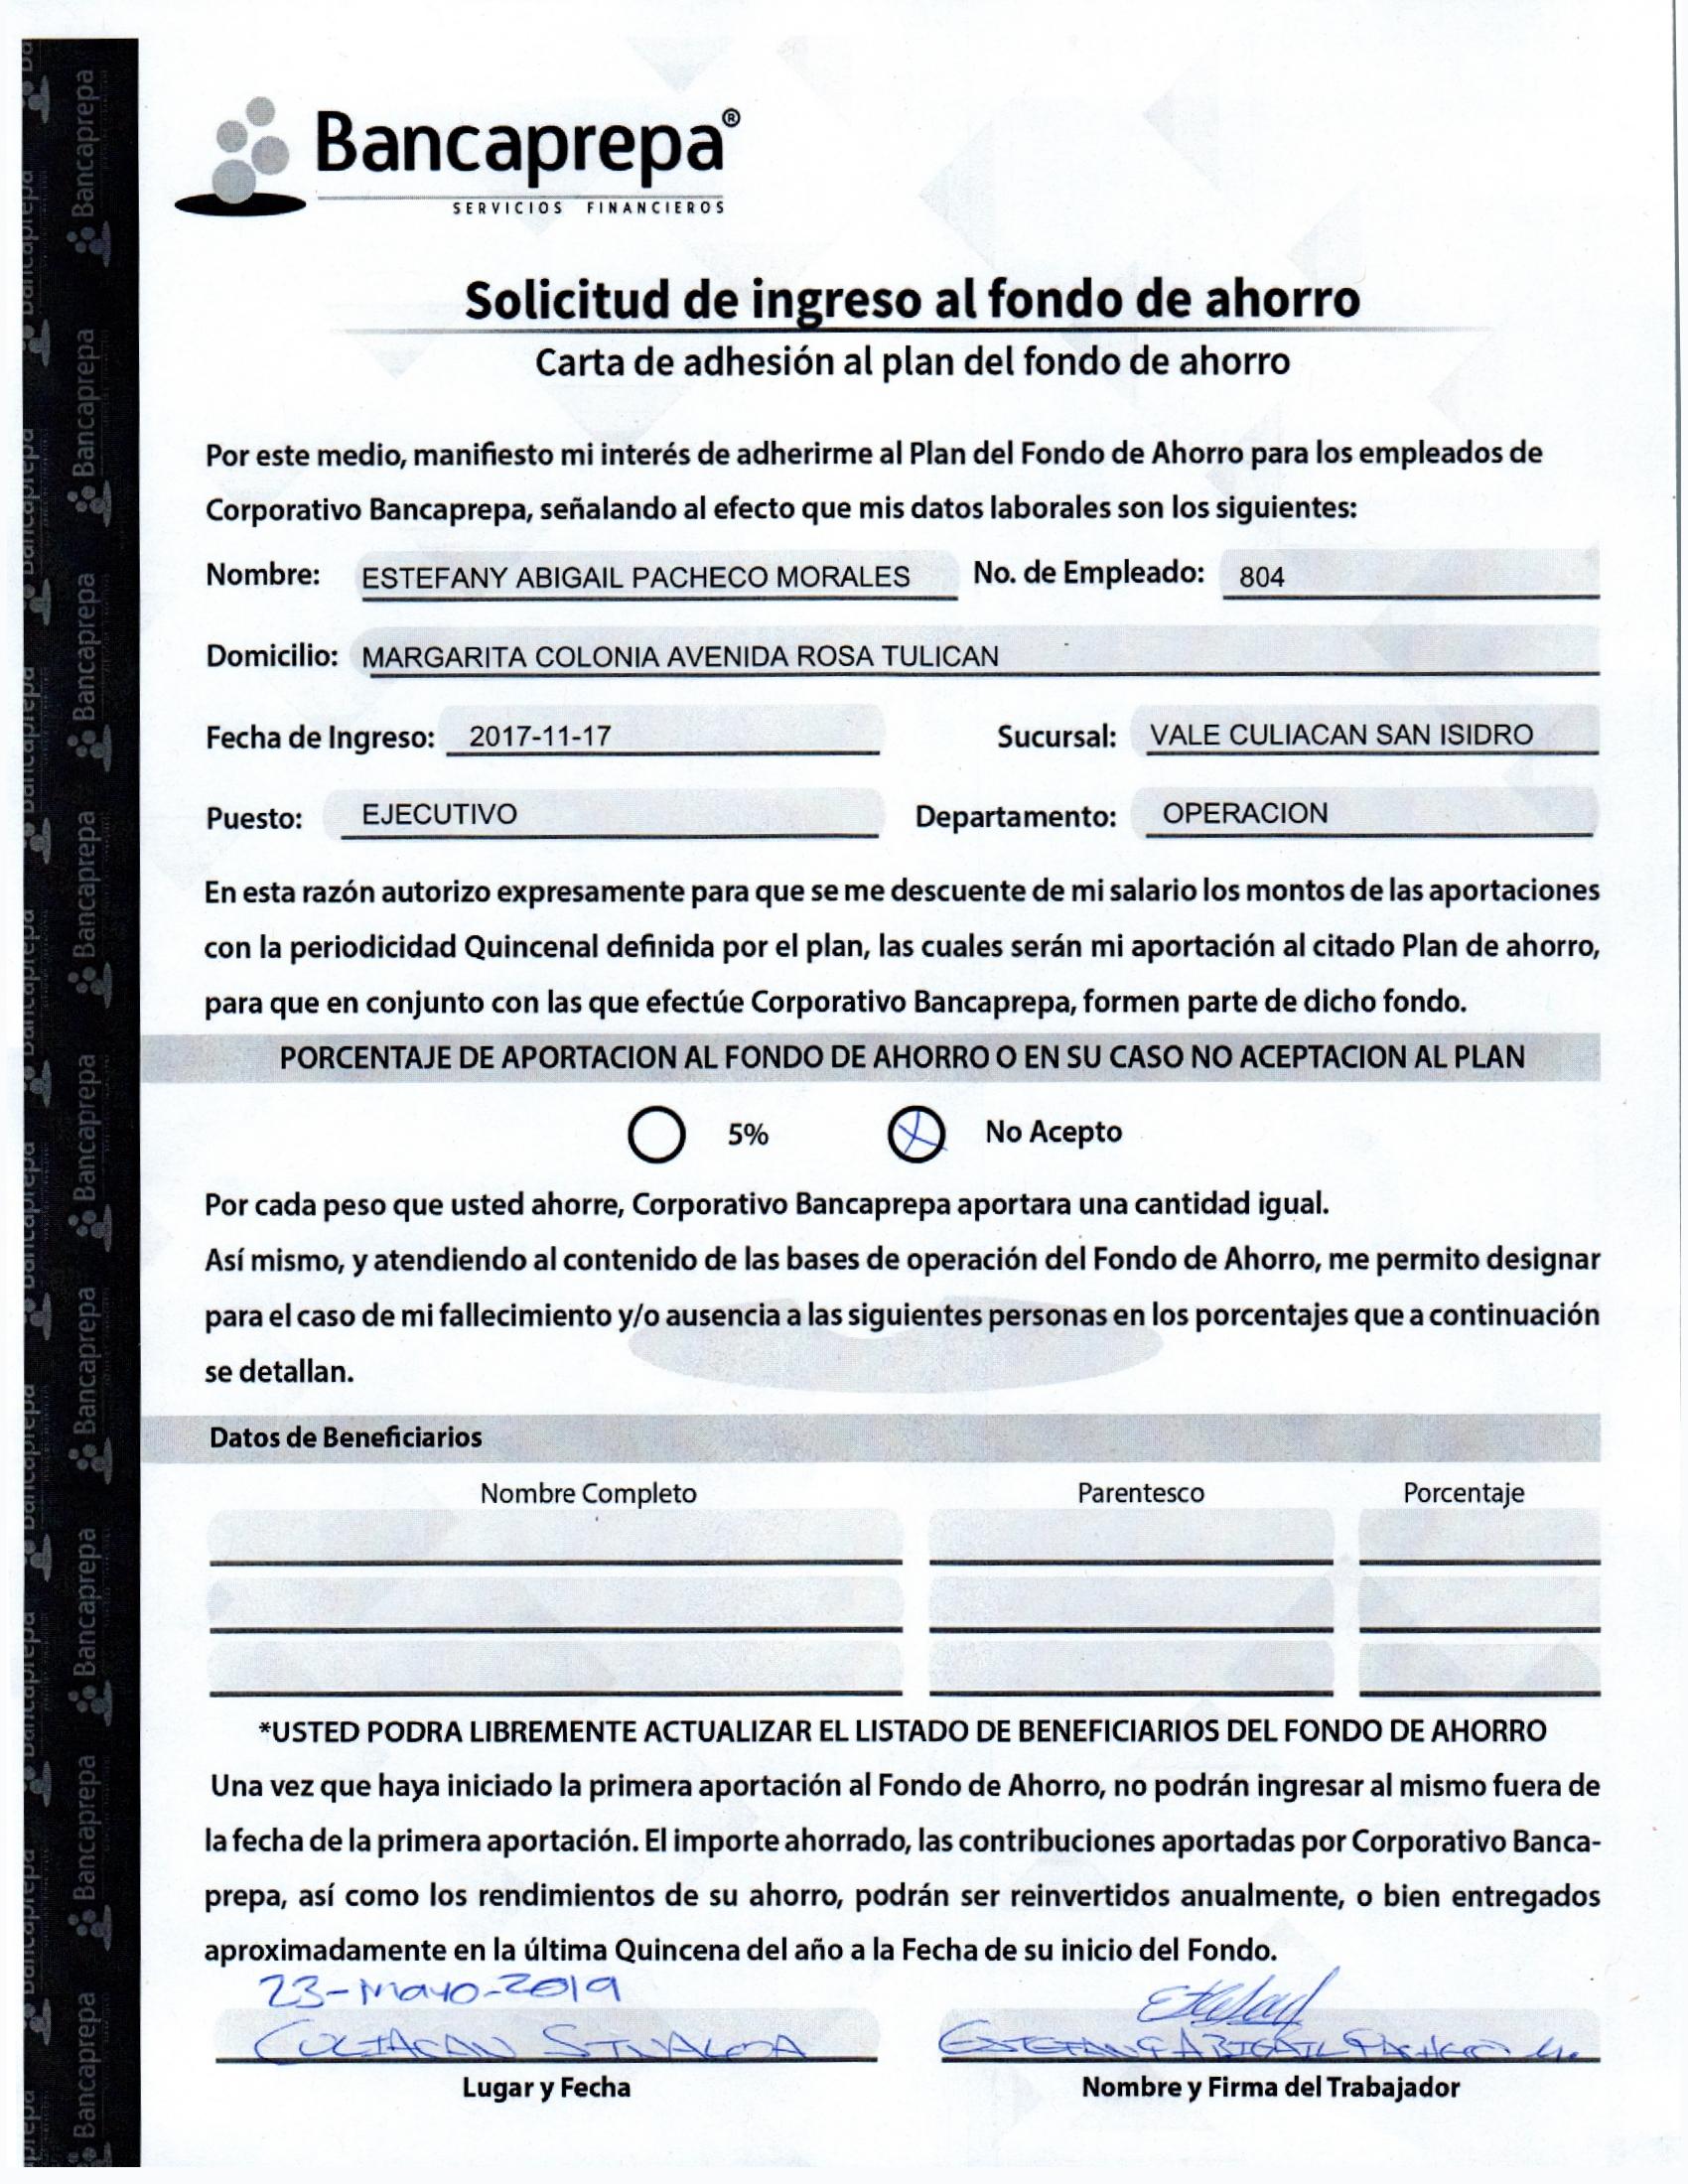 Bancaprepa®
SERVICIOS FINANCIEROS
Solicitud de ingreso al fondo de ahorro
Carta de adhesión al plan del fondo de ahorro
Por este medio, manifiesto mi interés de adherirme al Plan del Fondo de Ahorro para los empleados de
Corporativo Bancaprepa, señalando al efecto que mis datos laborales son los siguientes:
Nombre: ESTEFANY ABIGAIL PACHECO MORALES No. de Empleado: 804
Domicilio: MARGARITA COLONIA AVENIDA ROSA TULICAN
Fecha de Ingreso: 2017-11-17 Sucursal: VALE CULIACAN SAN ISIDRO
Puesto: EJECUTIVO Departamento: OPERACION
En esta razón autorizo expresamente para que se me descuente de mi salario los montos de las aportaciones
con la periodicidad Quincenal definida por el plan, las cuales serán mi aportación al citado Plan de ahorro,
para que en conjunto con las que efectúe Corporativo Bancaprepa, formen parte de dicho fondo.
PORCENTAJE DE APORTACION AL FONDO DE AHORRO O EN SU CASO NO ACEPTACION AL PLAN
5% No Acepto
Por cada peso que usted ahorre, Corporativo Bancaprepa aportara una cantidad igual.
Así mismo, y atendiendo al contenido de las bases de operación del Fondo de Ahorro, me permito designar
para el caso de mi fallecimiento y/o ausencia a las siguientes personas en los porcentajes que a continuación
se detallan.
Datos de Beneficiarios
Nombre Completo Parentesco Porcentaje
*USTED PODRA LIBREMENTE ACTUALIZAR EL LISTADO DE BENEFICIARIOS DEL FONDO DE AHORRO
Una vez que haya iniciado la primera aportación al Fondo de Ahorro, no podrán ingresar al mismo fuera de
la fecha de la primera aportación. El importe ahorrado, las contribuciones aportadas por Corporativo Banca-
prepa, así como los rendimientos de su ahorro, podrán ser reinvertidos anualmente, o bien entregados
aproximadamente en la última Quincena del año a la Fecha de su inicio del Fondo.
23-Mayo-2019
CULIACAN SINALOA ESTEFANY ABIGAIL PACHECO M.
Lugar y Fecha Nombre y Firma del Trabajador